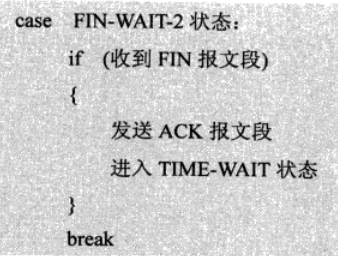 case FIN-WAIT-2 状态:
if (收到 FIN 报文段)
{
发送 ACK 报文段
进入 TIME-WAIT 状态
}
break